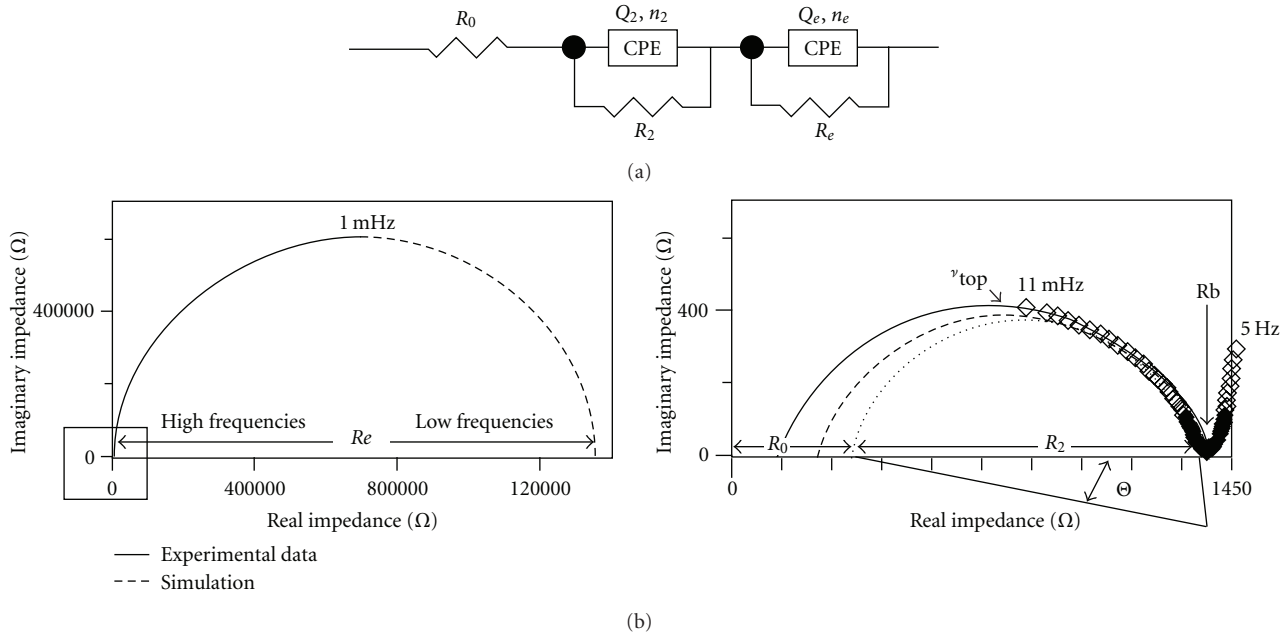 R0
Q2, n2
CPE
R2
Qe, ne
CPE
Re
(a)
Imaginary impedance (Ω)
400000
0
1 mHz
High frequencies
Low frequencies
Re
0
400000
800000
120000
Real impedance (Ω)
Experimental data
Simulation
Imaginary impedance (Ω)
400
0
νtop
11 mHz
Rb
5 Hz
R0
R2
Θ
0
1450
Real impedance (Ω)
(b)